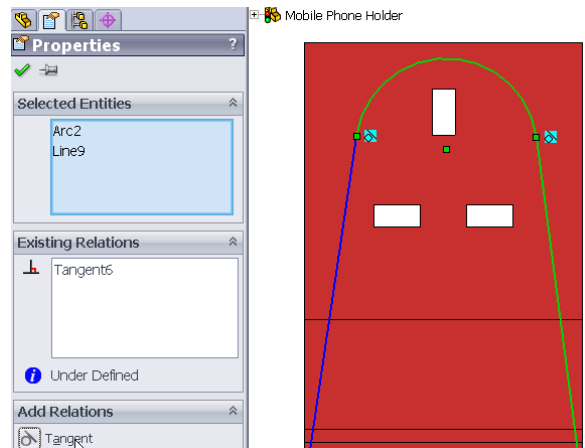 Mobile Phone Holder
Properties
?
Selected Entities
Arc2
Line9
Existing Relations
Tangent6
Under Defined
Add Relations
Tangent